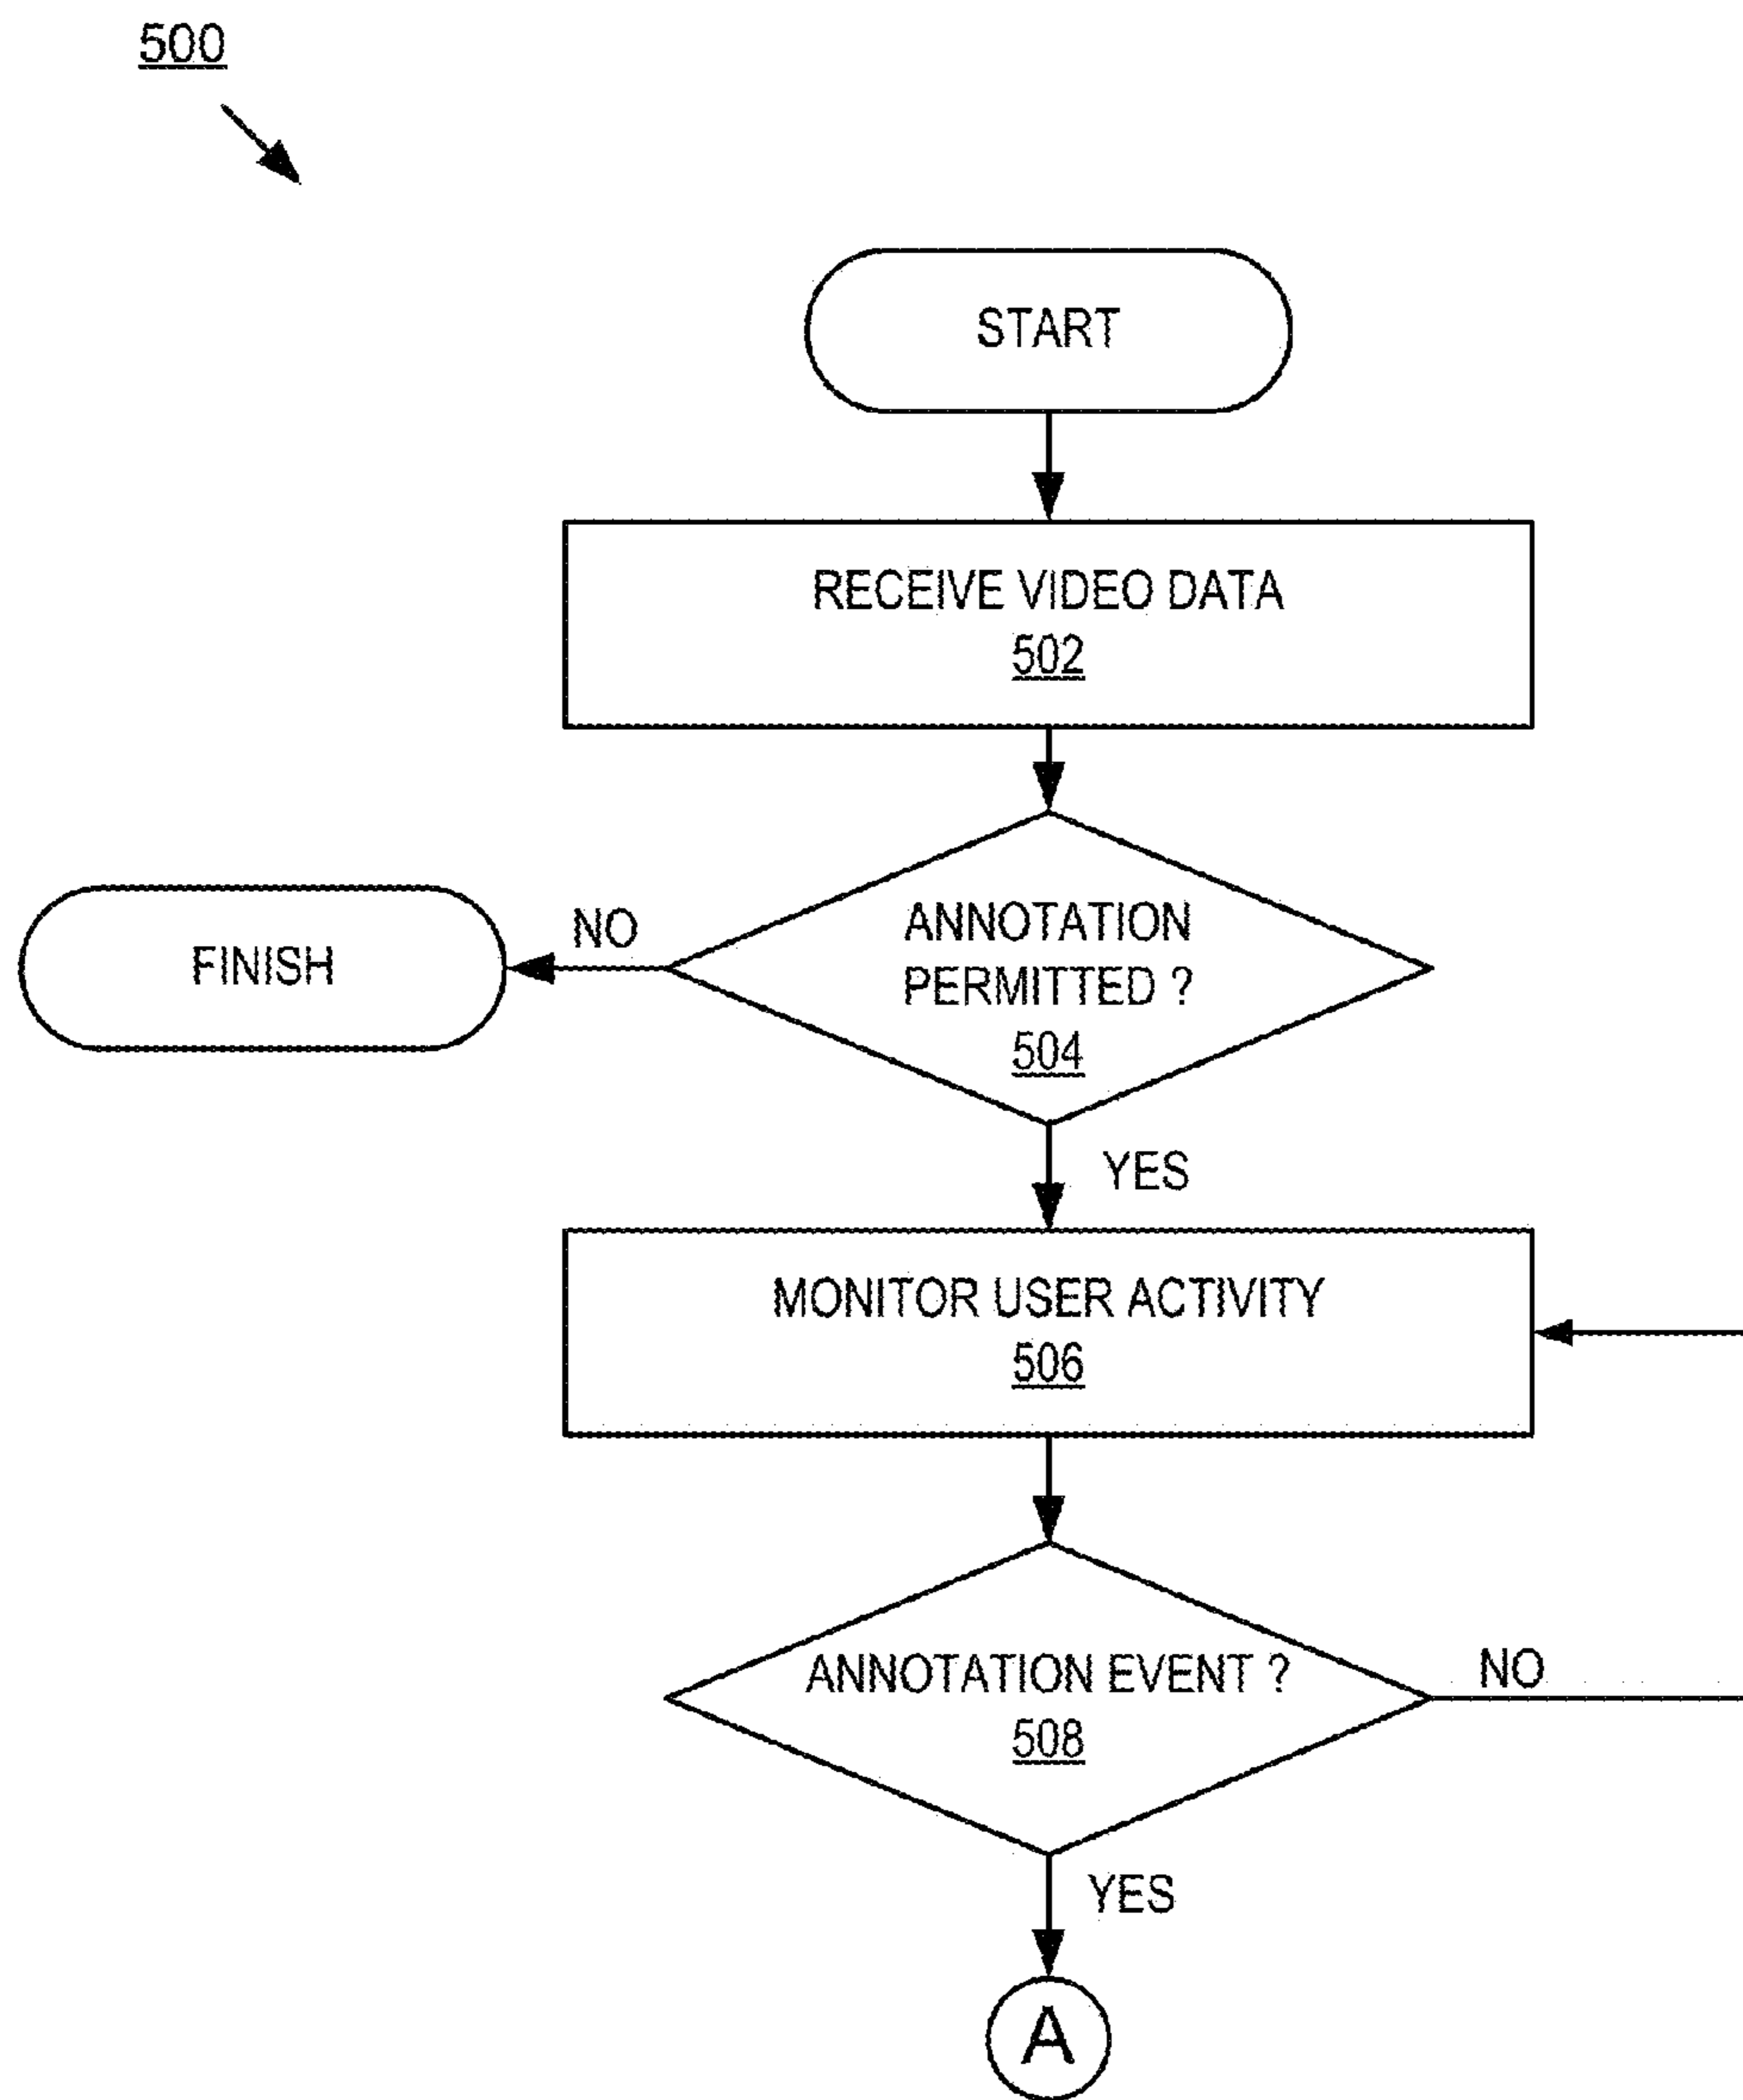 500
START
RECEIVE VIDEO DATA
502
ANNOTATION
PERMITTED ?
504
NO
FINISH
YES
MONITOR USER ACTIVITY
506
ANNOTATION EVENT ?
508
NO
YES
A